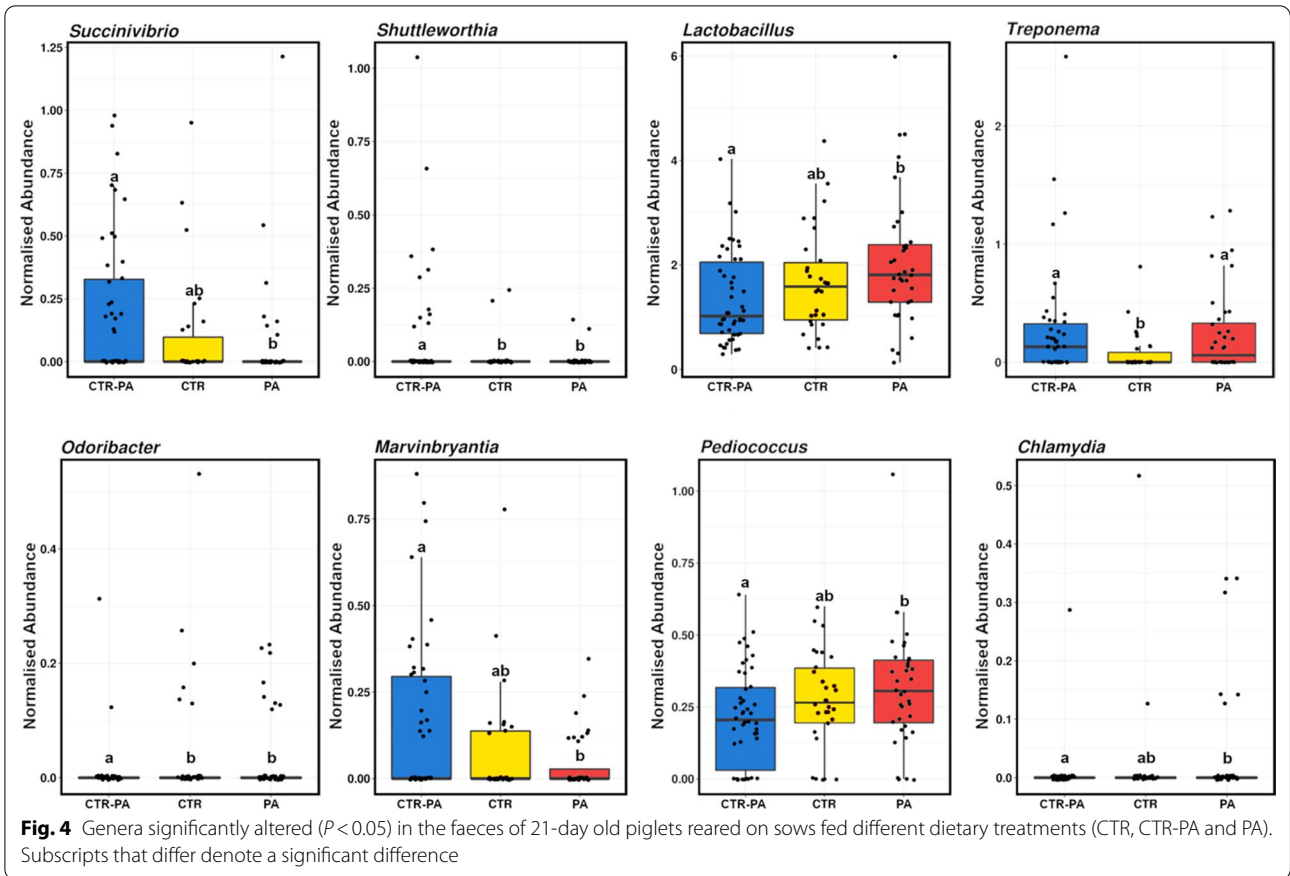 Succinivibrio
Normalised Abundance
1.25
1.00
0.75
0.50
0.25
0.00
a
ab
b
CTR-PA CTR PA
Shuttleworthia
Normalised Abundance
1.00
0.75
0.50
0.25
0.00
a
b
b
CTR-PA CTR PA
Lactobacillus
Normalised Abundance
6
4
2
0
a
ab
b
CTR-PA CTR PA
Treponema
Normalised Abundance
2
1
0
a
b
a
CTR-PA CTR PA
Odoribacter
Normalised Abundance
0.4
0.2
0.0
a
b
b
CTR-PA CTR PA
Marvinbryantia
Normalised Abundance
0.75
0.50
0.25
0.00
a
ab
b
CTR-PA CTR PA
Pediococcus
Normalised Abundance
1.00
0.75
0.50
0.25
0.00
a
ab
b
CTR-PA CTR PA
Chlamydia
Normalised Abundance
0.5
0.4
0.3
0.2
0.1
0.0
a
ab
b
CTR-PA CTR PA
Fig. 4 Genera significantly altered (P < 0.05) in the faeces of 21-day old piglets reared on sows fed different dietary treatments (CTR, CTR-PA and PA).
Subscripts that differ denote a significant difference